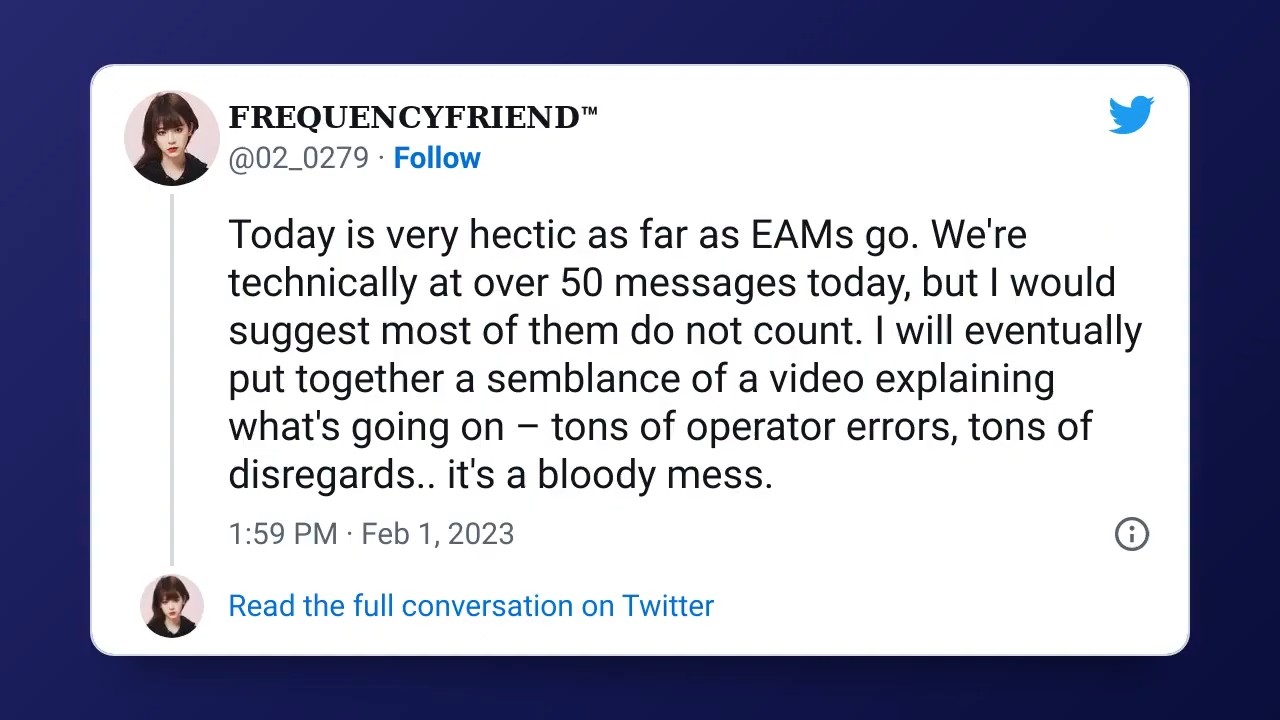 FREQUENCYFRIEND™
@02_0279 · Follow
Today is very hectic as far as EAMs go. We're
technically at over 50 messages today, but I would
suggest most of them do not count. I will eventually
put together a semblance of a video explaining
what's going on – tons of operator errors, tons of
disregards.. it's a bloody mess.
1:59 PM · Feb 1, 2023
Read the full conversation on Twitter